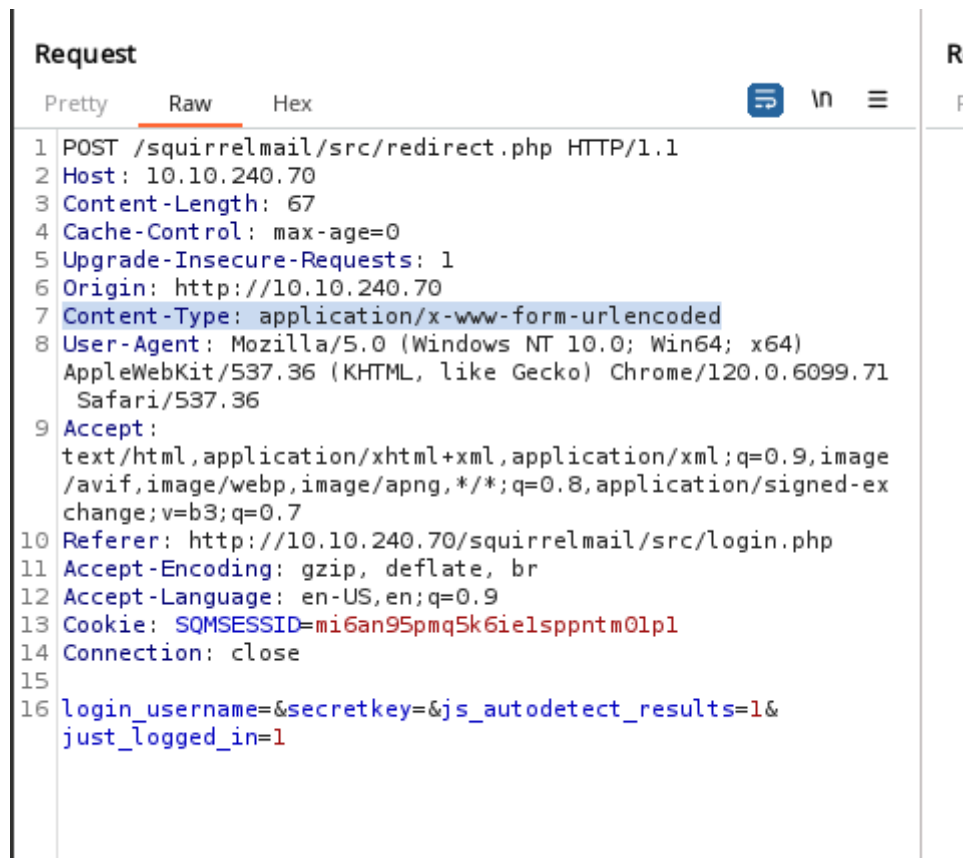 Request
R
Pretty Raw Hex \n
1 POST /squirrelmail/src/redirect.php HTTP/1.1
2 Host: 10.10.240.70
3 Content-Length: 67
4 Cache-Control: max-age=0
5 Upgrade-Insecure-Requests: 1
6 Origin: http://10.10.240.70
7 Content-Type: application/x-www-form-urlencoded
8 User-Agent: Mozilla/5.0 (Windows NT 10.0; Win64; x64)
AppleWebKit/537.36 (KHTML, like Gecko) Chrome/120.0.6099.71
Safari/537.36
9 Accept:
text/html,application/xhtml+xml,application/xml;q=0.9,image
/avif,image/webp,image/apng,*/*;q=0.8,application/signed-ex
change;v=b3;q=0.7
10 Referer: http://10.10.240.70/squirrelmail/src/login.php
11 Accept-Encoding: gzip, deflate, br
12 Accept-Language: en-US,en;q=0.9
13 Cookie: SQMSESSID=mi6an95pmq5k6ie1sppntm01p1
14 Connection: close
15
16 login_username=&secretkey=&js_autodetect_results=1&
just_logged_in=1